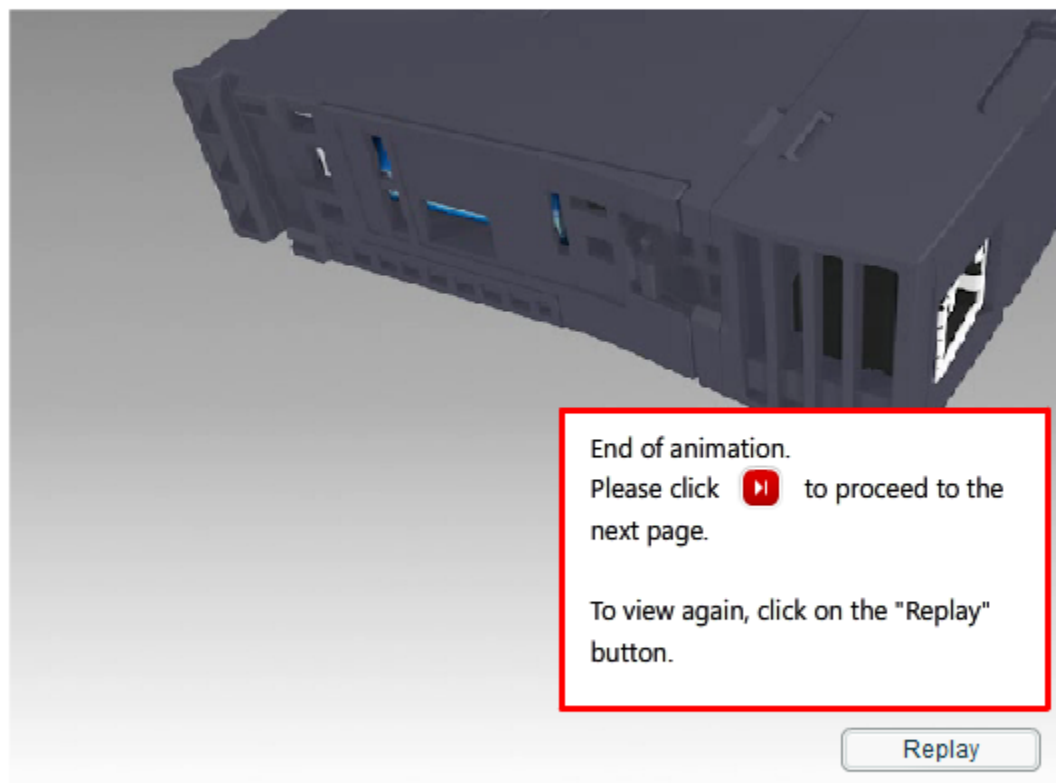 End of animation.
Please click to proceed to the
next page.
To view again, click on the "Replay"
button.
Replay